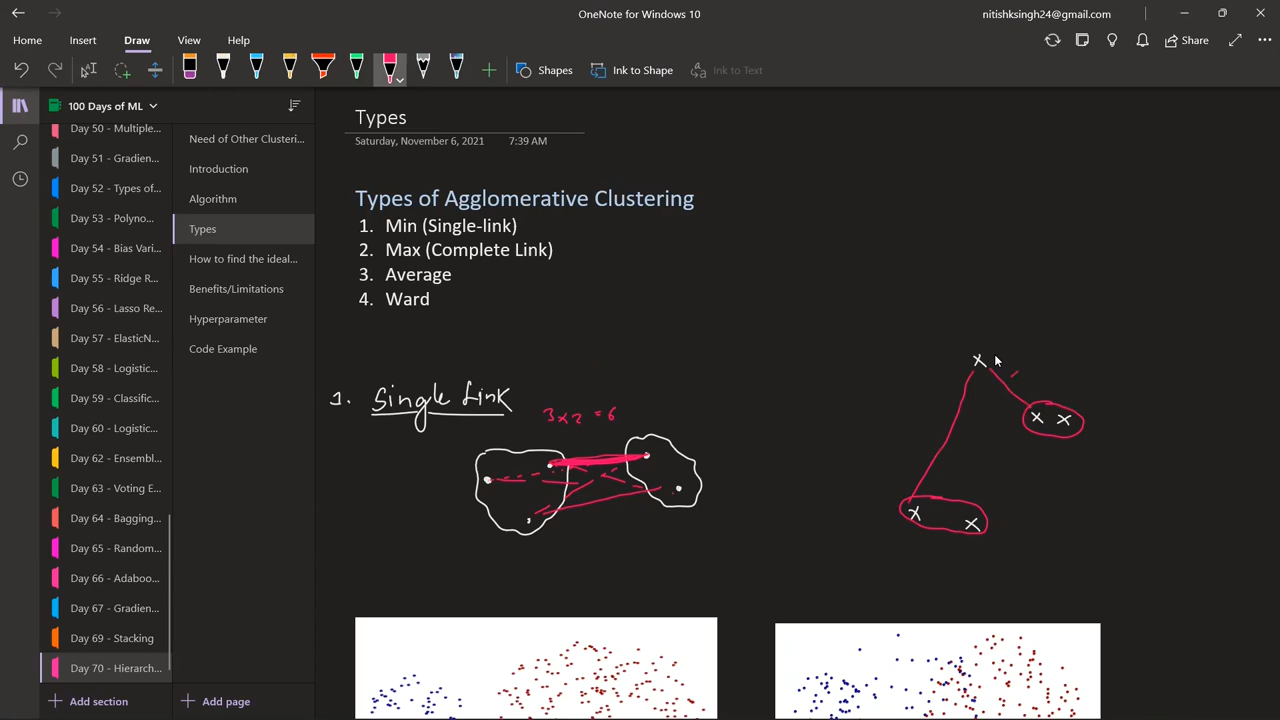 OneNote for Windows 10
nitishksingh24@gmail.com
Home
Insert
Draw
View
Help
Shapes
Ink to Shape
Ink to Text
Share
100 Days of ML
Day 50 - Multiple...
Day 51 - Gradien...
Day 52 - Types of...
Day 53 - Polyno...
Day 54 - Bias Vari...
Day 55 - Ridge R...
Day 56 - Lasso Re...
Day 57 - ElasticN...
Day 58 - Logistic...
Day 59 - Classific...
Day 60 - Logistic...
Day 62 - Ensembl...
Day 63 - Voting E...
Day 64 - Bagging...
Day 65 - Random...
Day 66 - Adaboo...
Day 67 - Gradien...
Day 69 - Stacking
Day 70 - Hierarch...
Add section
Need of Other Clusteri...
Introduction
Algorithm
Types
How to find the ideal...
Benefits/Limitations
Hyperparameter
Code Example
Add page
Types
Saturday, November 6, 2021 7:39 AM
Types of Agglomerative Clustering
1. Min (Single-link)
2. Max (Complete Link)
3. Average
4. Ward
1. Single Link
3x2 = 6